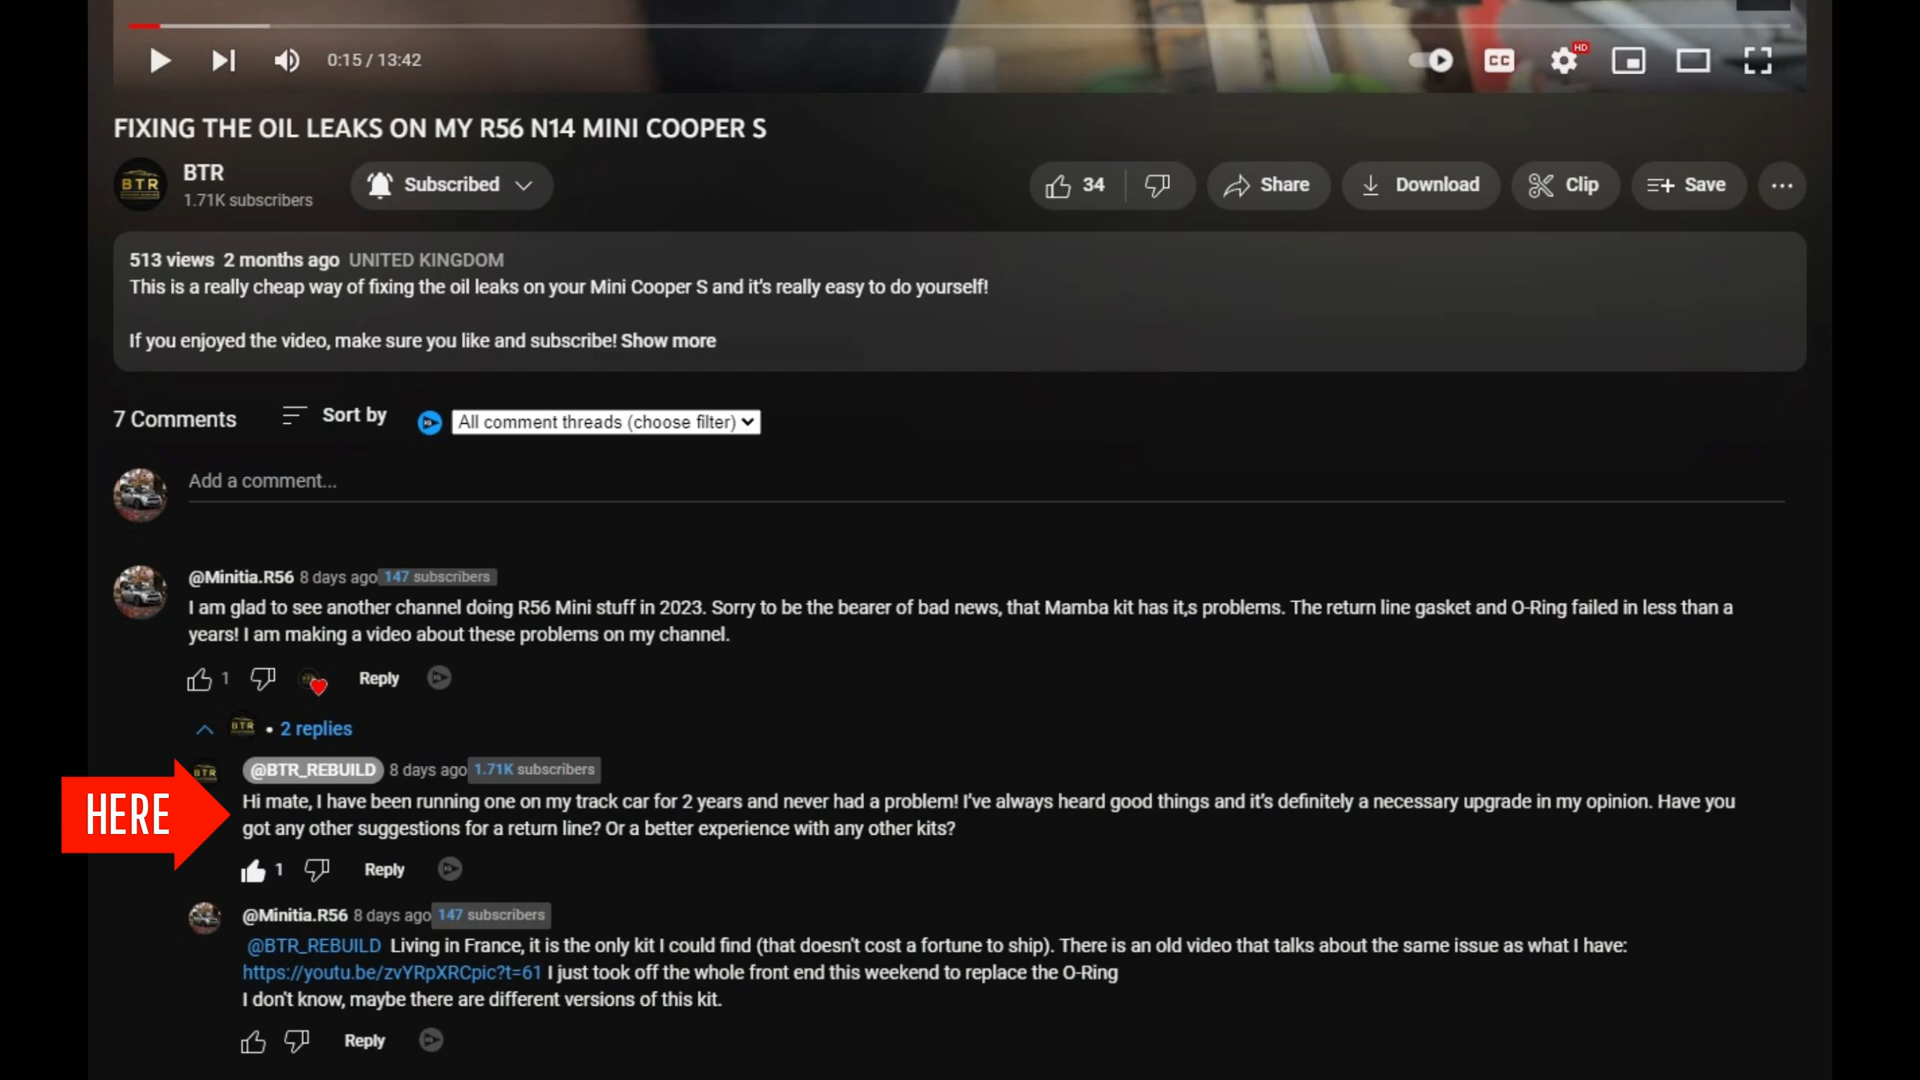 0:15 / 13:42
CC
HD
FIXING THE OIL LEAKS ON MY R56 N14 MINI COOPER S
BTR
BTR
1.71K subscribers
Subscribed
34
Share
Download
Clip
Save
513 views 2 months ago UNITED KINGDOM
This is a really cheap way of fixing the oil leaks on your Mini Cooper S and it's really easy to do yourself!
If you enjoyed the video, make sure you like and subscribe! Show more
7 Comments
Sort by
All comment threads (choose filter)
Add a comment...
@Minitia.R56 8 days ago 147 subscribers
I am glad to see another channel doing R56 Mini stuff in 2023. Sorry to be the bearer of bad news, that Mamba kit has it,s problems. The return line gasket and O-Ring failed in less than a
years! I am making a video about these problems on my channel.
1
Reply
BTR • 2 replies
BTR
@BTR_REBUILD 8 days ago 1.71K subscribers
HERE
Hi mate, I have been running one on my track car for 2 years and never had a problem! I've always heard good things and it's definitely a necessary upgrade in my opinion. Have you
got any other suggestions for a return line? Or a better experience with any other kits?
1
Reply
@Minitia.R56 8 days ago 147 subscribers
@BTR_REBUILD Living in France, it is the only kit I could find (that doesn't cost a fortune to ship). There is an old video that talks about the same issue as what I have:
https://youtu.be/zvYRpXRCpic?t=61 I just took off the whole front end this weekend to replace the O-Ring
I don't know, maybe there are different versions of this kit.
Reply